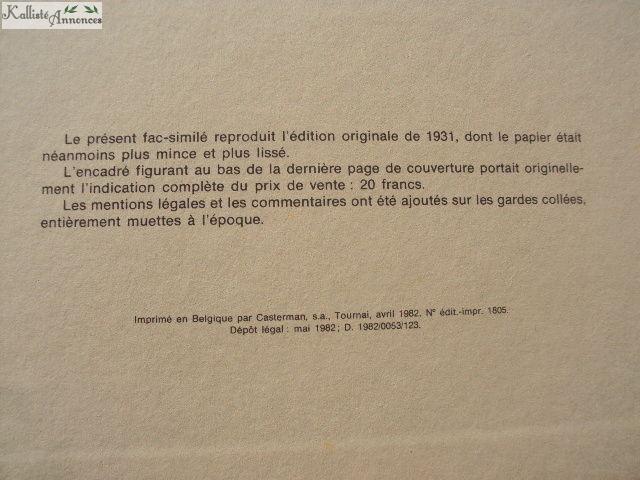 Kallisté
Annonces
Le présent fac-similé reproduit l'édition originale de 1931, dont le papier était
néanmoins plus mince et plus lissé.
L'encadré figurant au bas de la dernière page de couverture portait originelle-
ment l'indication complète du prix de vente : 20 francs.
Les mentions légales et les commentaires ont été ajoutés sur les gardes collées,
entièrement muettes à l'époque.
Imprimé en Belgique par Casterman, s.a., Tournai, avril 1982. N° édit.-impr. 1805.
Dépôt légal : mai 1982; D. 1982/0053/123.